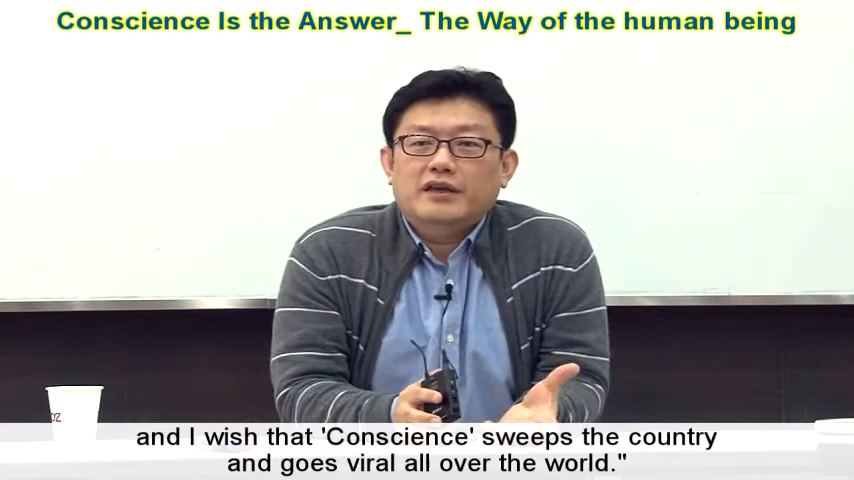 Conscience Is the Answer_ The Way of the human being
and I wish that 'Conscience' sweeps the country
and goes viral all over the world."